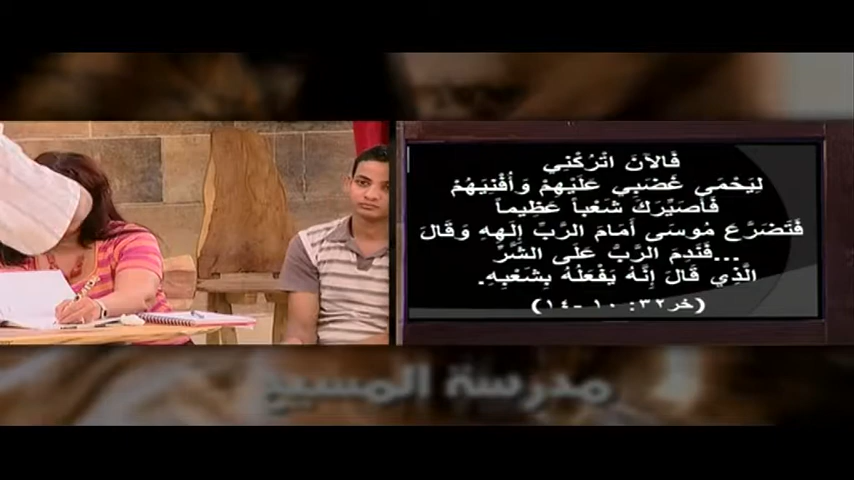 فَالآنَ اتْرُكْنِي
لِيَحْمَى غَضَبِي عَلَيْهِمْ وَأُفْنِيَهُمْ
فَأُصَيِّرَكَ شَعْباً عَظِيماً
فَتَضَرَّعَ مُوسَى أَمَامَ الرَّبِّ إِلَهِهِ وَقَالَ
...فَنَدِمَ الرَّبُّ عَلَى الشَّرِّ
الَّذِي قَالَ إِنَّهُ يَفْعَلُهُ بِشَعْبِهِ.
(خر٣٢: ١٠ -١٤)
مدرسة المسيح